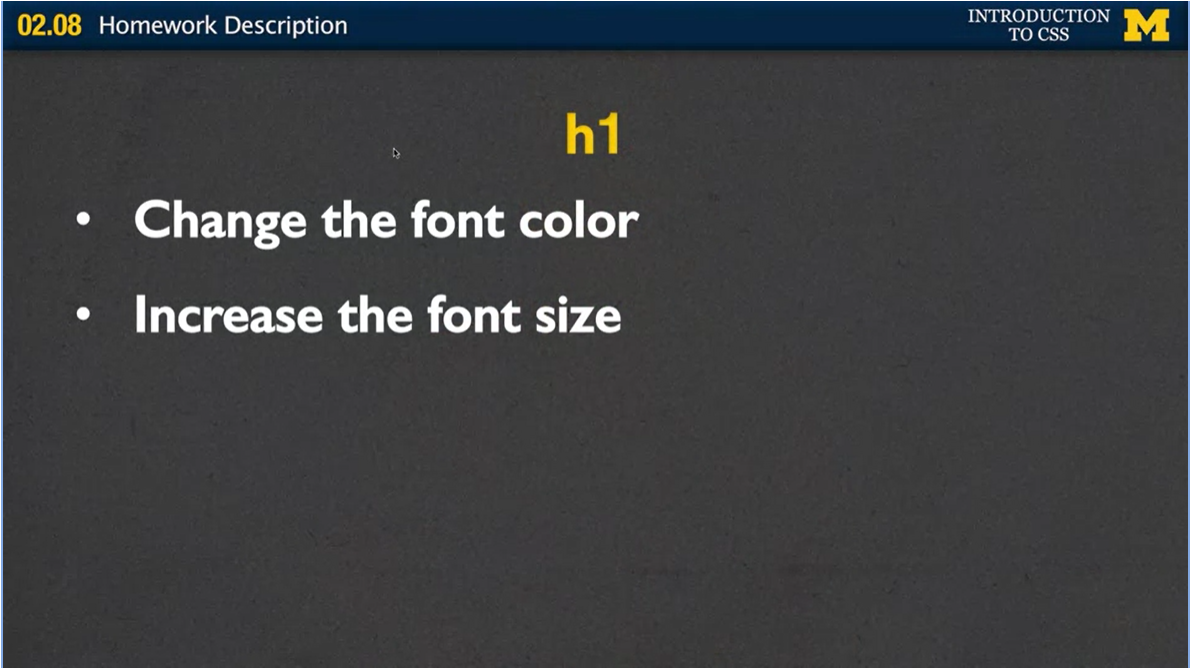 02.08 Homework Description
INTRODUCTION
TO CSS
M
h1
• Change the font color
• Increase the font size